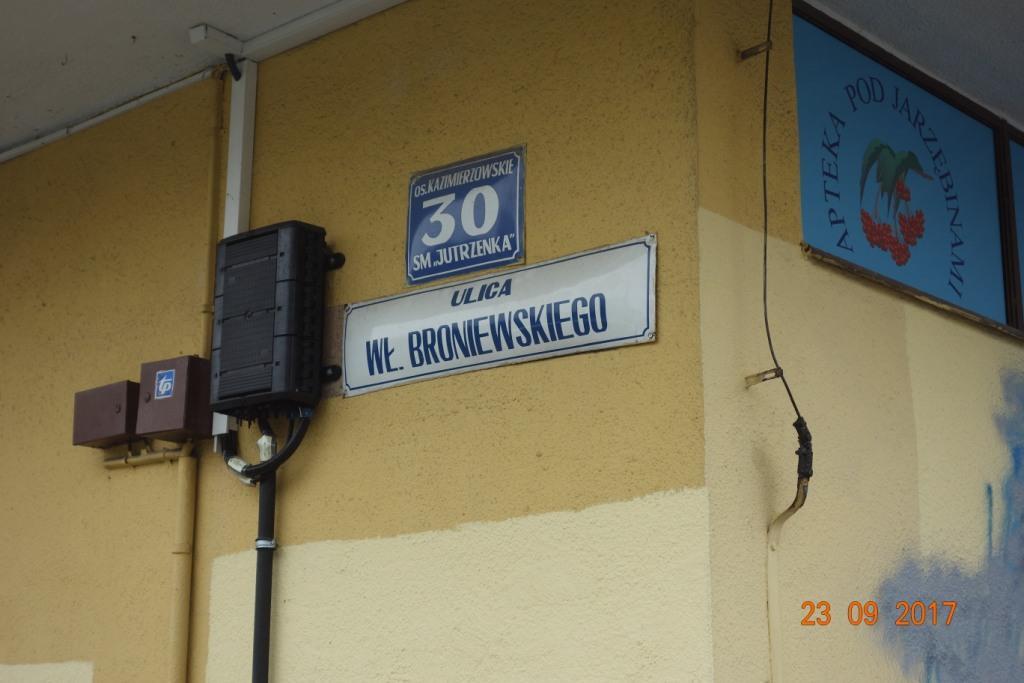 OS.KAZIMIERZOWSKIE
30
SM „JUTRZENKA"
ULICA
WŁ. BRONIEWSKIEGO
APTEKA POD JARZĘBINAMI
tp
23 09 2017